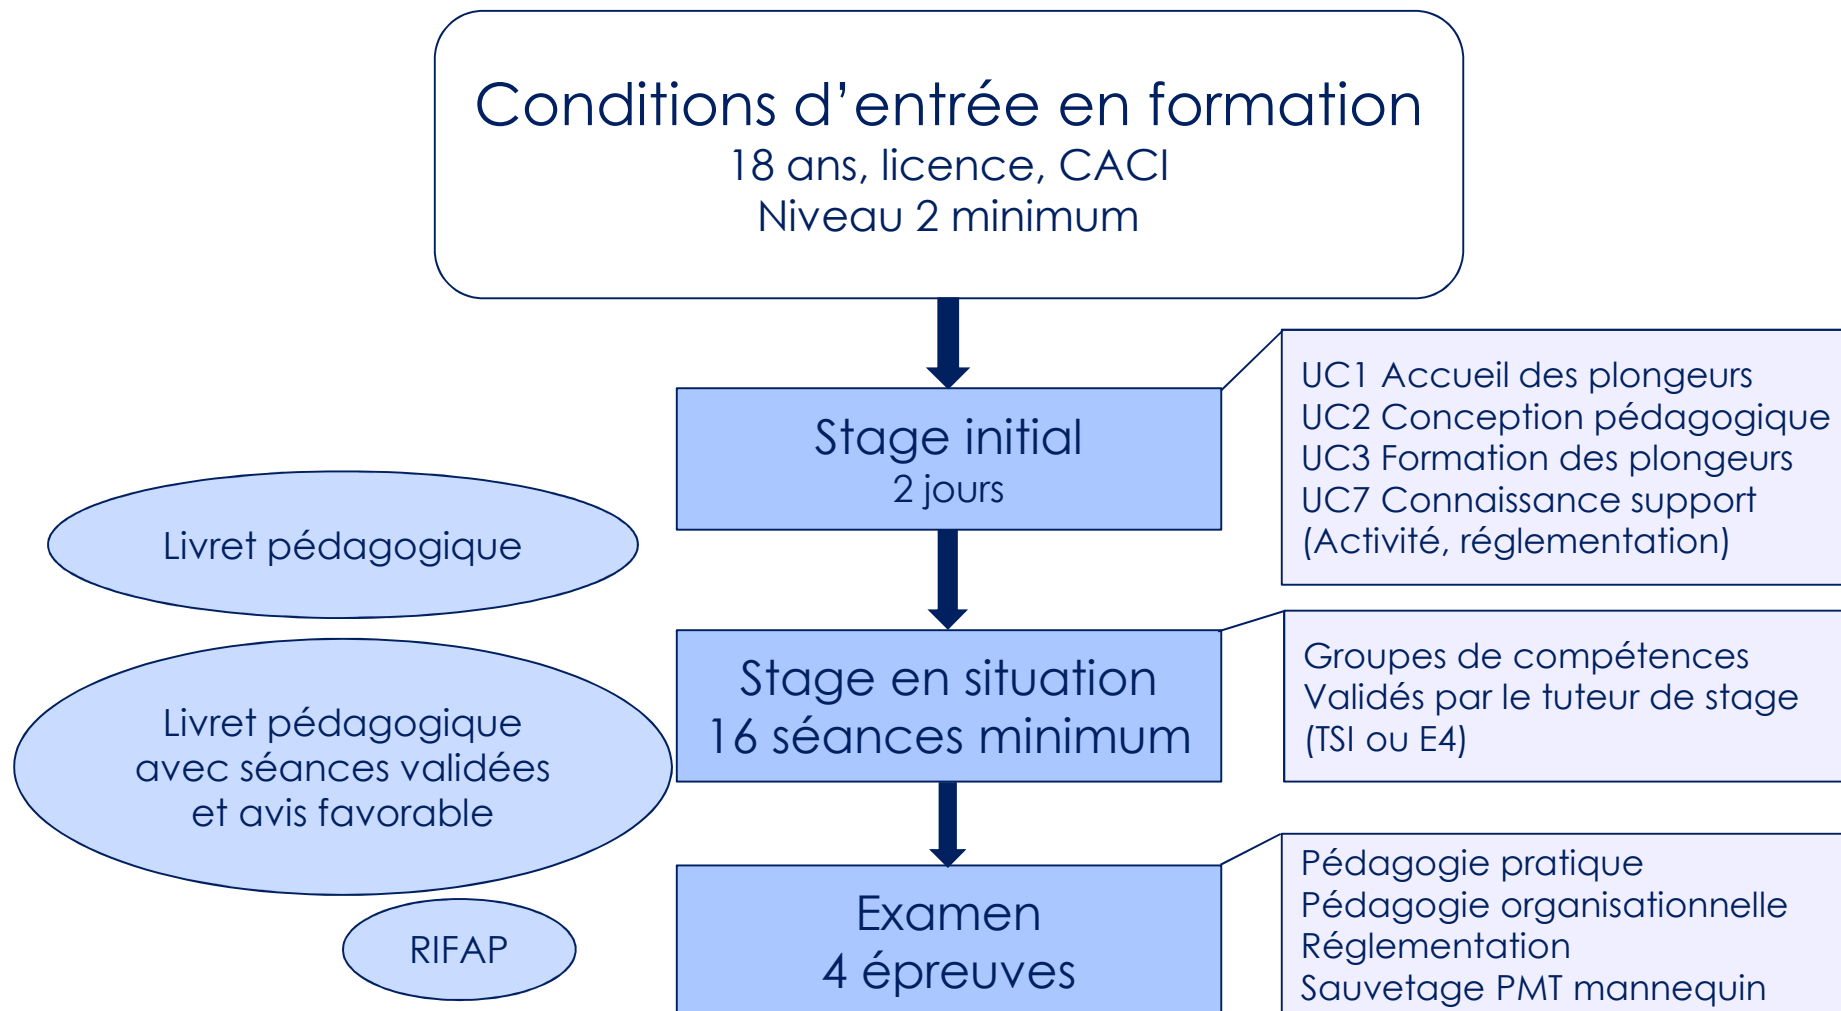 Conditions d’entrée en formation
18 ans, licence, CACI
Niveau 2 minimum
Stage initial
2 jours
UC1 Accueil des plongeurs
UC2 Conception pédagogique
UC3 Formation des plongeurs
UC7 Connaissance support
(Activité, réglementation)
Livret pédagogique
Stage en situation
16 séances minimum
Groupes de compétences
Validés par le tuteur de stage
(TSI ou E4)
Livret pédagogique
avec séances validées
et avis favorable
RIFAP
Examen
4 épreuves
Pédagogie pratique
Pédagogie organisationnelle
Réglementation
Sauvetage PMT mannequin